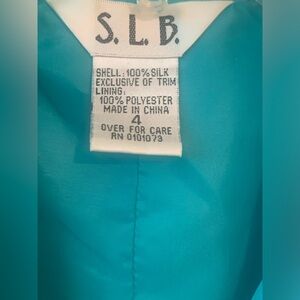 S. L. B.
SHELL: 100% SILK
EXCLUSIVE OF TRIM
LINING:
100% POLYESTER
MADE IN CHINA
4
OVER FOR CARE
RN 0101073